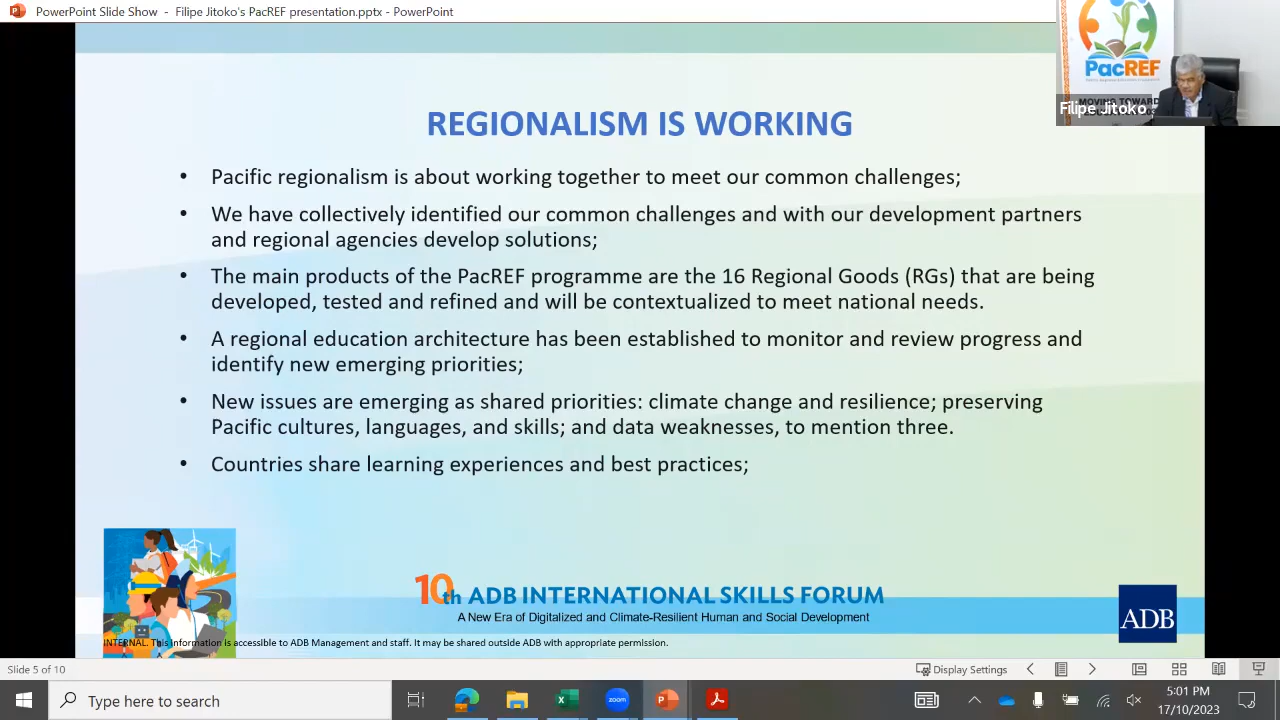 PowerPoint Slide Show - Filipe Jitoko's PacREF presentation.pptx - PowerPoint
PacREF
MOVING TOWARD
Filipe Jitoko
REGIONALISM IS WORKING
• Pacific regionalism is about working together to meet our common challenges;
• We have collectively identified our common challenges and with our development partners
and regional agencies develop solutions;
• The main products of the PacREF programme are the 16 Regional Goods (RGs) that are being
developed, tested and refined and will be contextualized to meet national needs.
• A regional education architecture has been established to monitor and review progress and
identify new emerging priorities;
• New issues are emerging as shared priorities: climate change and resilience; preserving
Pacific cultures, languages, and skills; and data weaknesses, to mention three.
• Countries share learning experiences and best practices;
10th ADB INTERNATIONAL SKILLS FORUM
A New Era of Digitalized and Climate-Resilient Human and Social Development
ADB
INTERNAL. This information is accessible to ADB Management and staff. It may be shared outside ADB with appropriate permission.
Slide 5 of 10
Display Settings
Type here to search
zoom
5:01 PM
17/10/2023